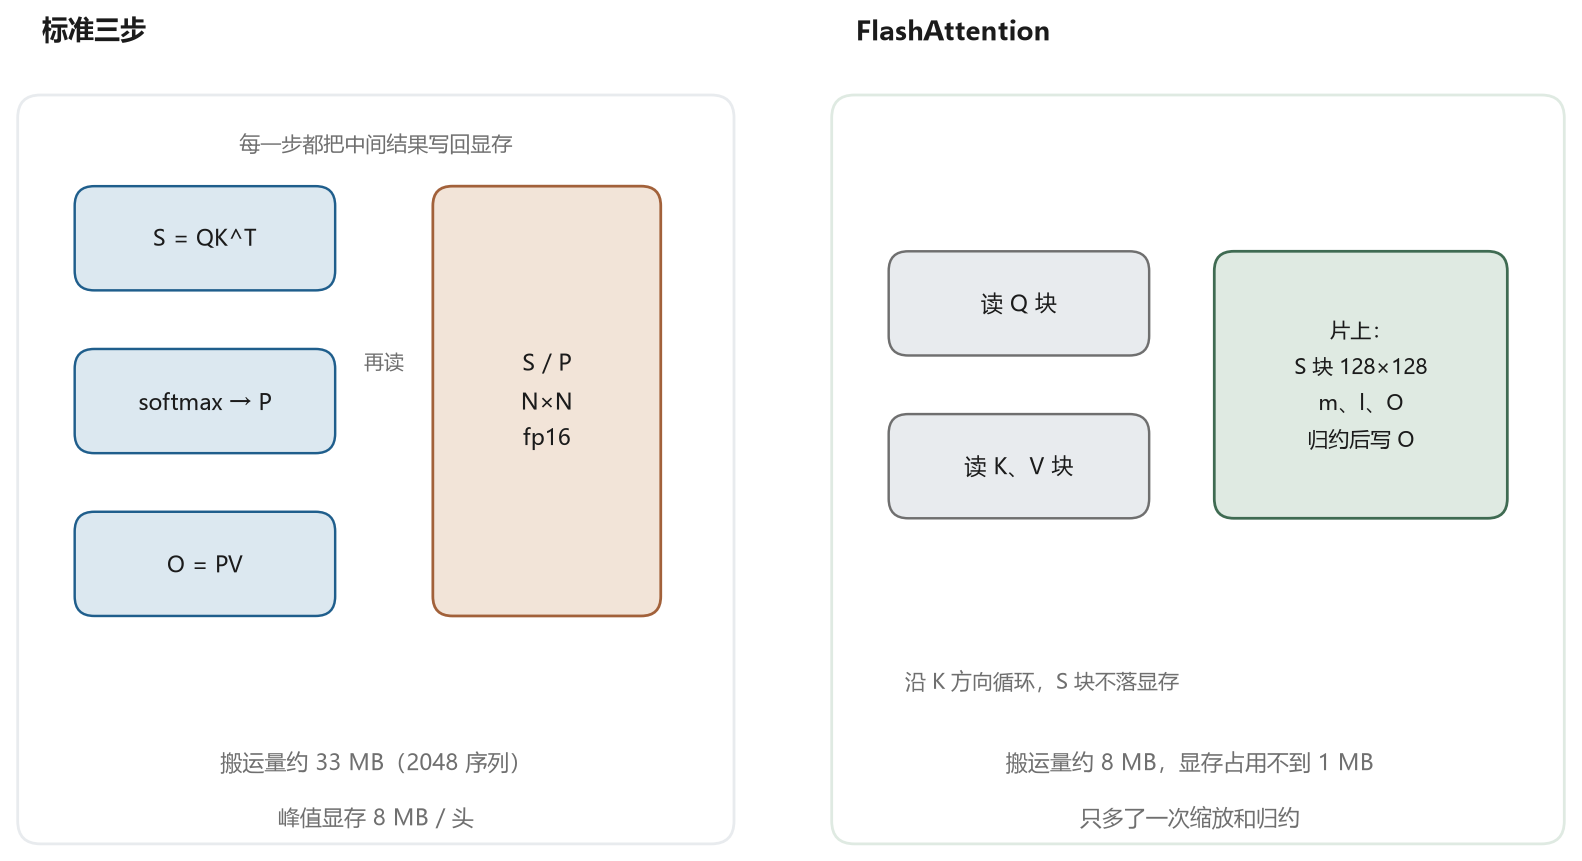 标准三步
每一步都把中间结果写回显存
S = QK^T
softmax → P
O = PV
再读
S / P
N×N
fp16
搬运量约 33 MB（2048 序列）
峰值显存 8 MB / 头
FlashAttention
读 Q 块
读 K、V 块
片上：
S 块 128×128
m、l、O
归约后写 O
沿 K 方向循环，S 块不落显存
搬运量约 8 MB，显存占用不到 1 MB
只多了一次缩放和归约